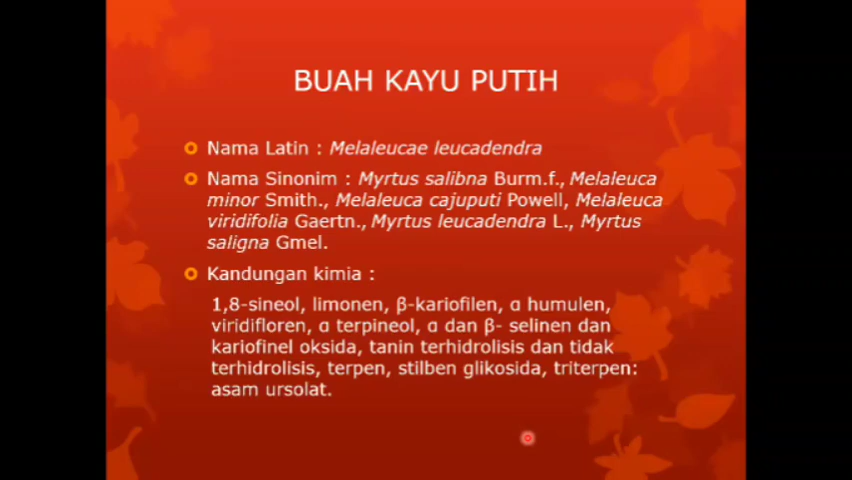 BUAH KAYU PUTIH
Nama Latin : Melaleucae leucadendra
Nama Sinonim : Myrtus salibna Burm.f., Melaleuca
minor Smith., Melaleuca cajuputi Powell, Melaleuca
viridifolia Gaertn., Myrtus leucadendra L., Myrtus
saligna Gmel.
Kandungan kimia :
1,8-sineol, limonen, β-kariofilen, α humulen,
viridifloren, α terpineol, α dan β- selinen dan
kariofinel oksida, tanin terhidrolisis dan tidak
terhidrolisis, terpen, stilben glikosida, triterpen:
asam ursolat.